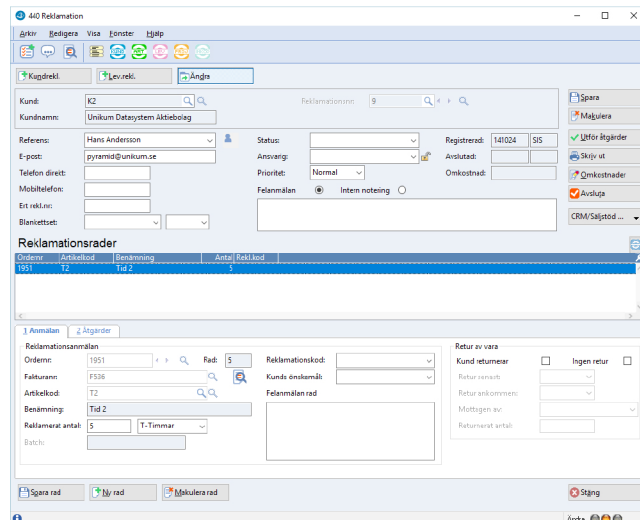 440 Reklamation
Arkiv Redigera Visa Fönster Hjälp
Kundrekl. Lev.rekl. Ändra
Kund: K2 Reklamationsnr: 9
Kundnamn: Unikum Datasystem Aktiebolag
Spara
Makulera
Utför åtgärder
Skriv ut
Omkostnader
Avsluta
CRM/Säljstöd ...
Referens: Hans Andersson Status: Registrerad: 141024 SIS
E-post: pyramid@unikum.se Ansvarig: Avslutad:
Telefon direkt: Prioritet: Normal Omkostnad:
Mobiltelefon: Felanmälan Intern notering
Ert rekl.nr:
Blankettset:
Reklamationsrader
Ordernr Artikelkod Benämning Antal Rekl.kod
1951 T2 Tid 2 5
1 Anmälan 2 Åtgärder
Reklamationsanmälan Retur av vara
Ordernr: 1951 Rad: 5 Reklamationskod: Kund returnerar Ingen retur
Fakturanr: F536 Kunds önskemål: Retur senast:
Artikelkod: T2 Felanmälan rad Retur ankommen:
Benämning: Tid 2 Mottagen av:
Reklamerat antal: 5 T-Timmar Returnerat antal:
Batch:
Spara rad Ny rad Makulera rad Stäng
Ändra